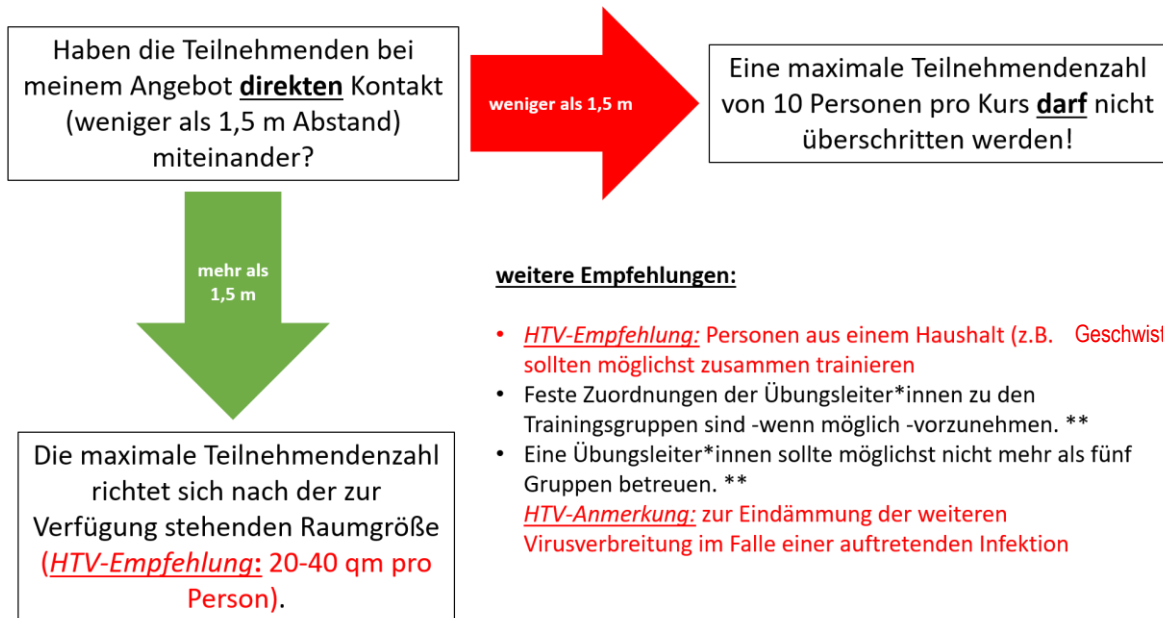 Haben die Teilnehmenden bei
meinem Angebot direkten Kontakt
(weniger als 1,5 m Abstand)
miteinander?
weniger als 1,5 m
Eine maximale Teilnehmendenzahl
von 10 Personen pro Kurs darf nicht
überschritten werden!
mehr als
1,5 m
weitere Empfehlungen:
• HTV-Empfehlung: Personen aus einem Haushalt (z.B. Geschwist
sollten möglichst zusammen trainieren
• Feste Zuordnungen der Übungsleiter*innen zu den
Trainingsgruppen sind -wenn möglich -vorzunehmen. **
• Eine Übungsleiter*innen sollte möglichst nicht mehr als fünf
Gruppen betreuen. **
HTV-Anmerkung: zur Eindämmung der weiteren
Virusverbreitung im Falle einer auftretenden Infektion
Die maximale Teilnehmendenzahl
richtet sich nach der zur
Verfügung stehenden Raumgröße
(HTV-Empfehlung: 20-40 qm pro
Person).